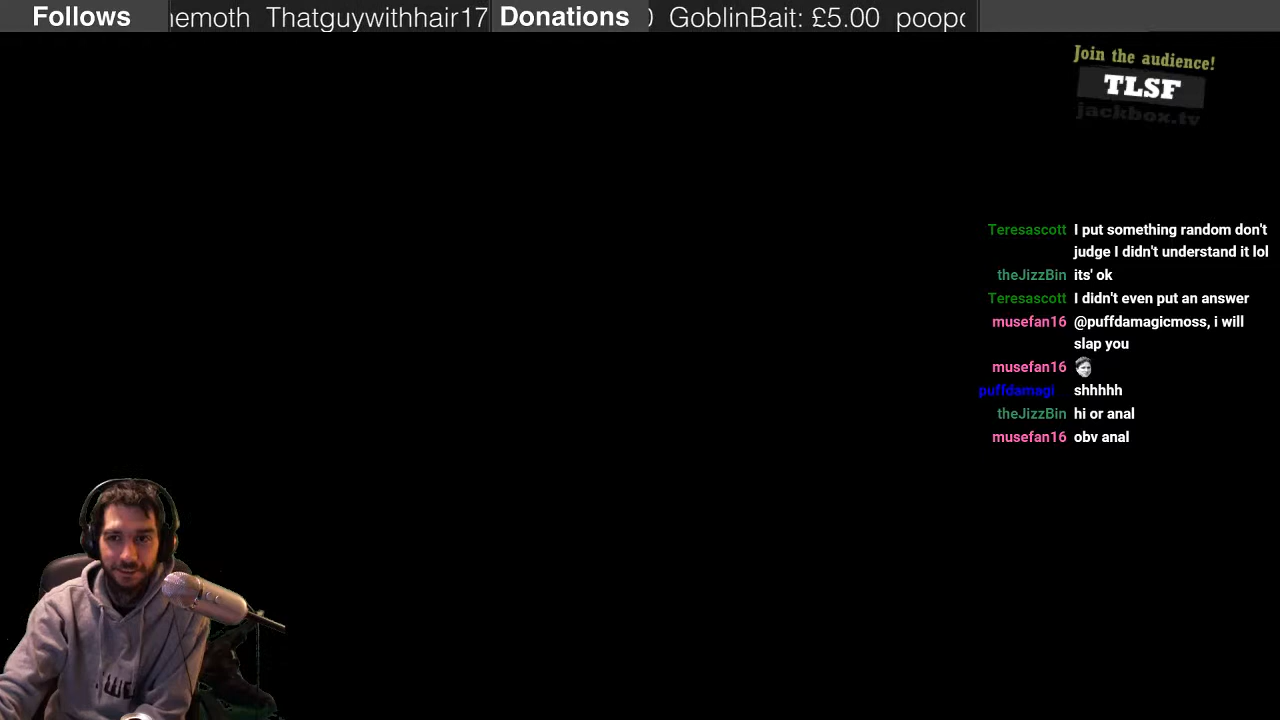 Follows
emoth Thatguywithhair17
Donations
GoblinBait: £5.00 poop
Join the audience!
TLSF
jackbox.tv
Teresascott I put something random don't
judge I didn't understand it lol
theJizzBin its' ok
Teresascott I didn't even put an answer
musefan16 @puffdamagicmoss, i will
slap you
musefan16
puffdamagi shhhhh
theJizzBin hi or anal
musefan16 obv anal